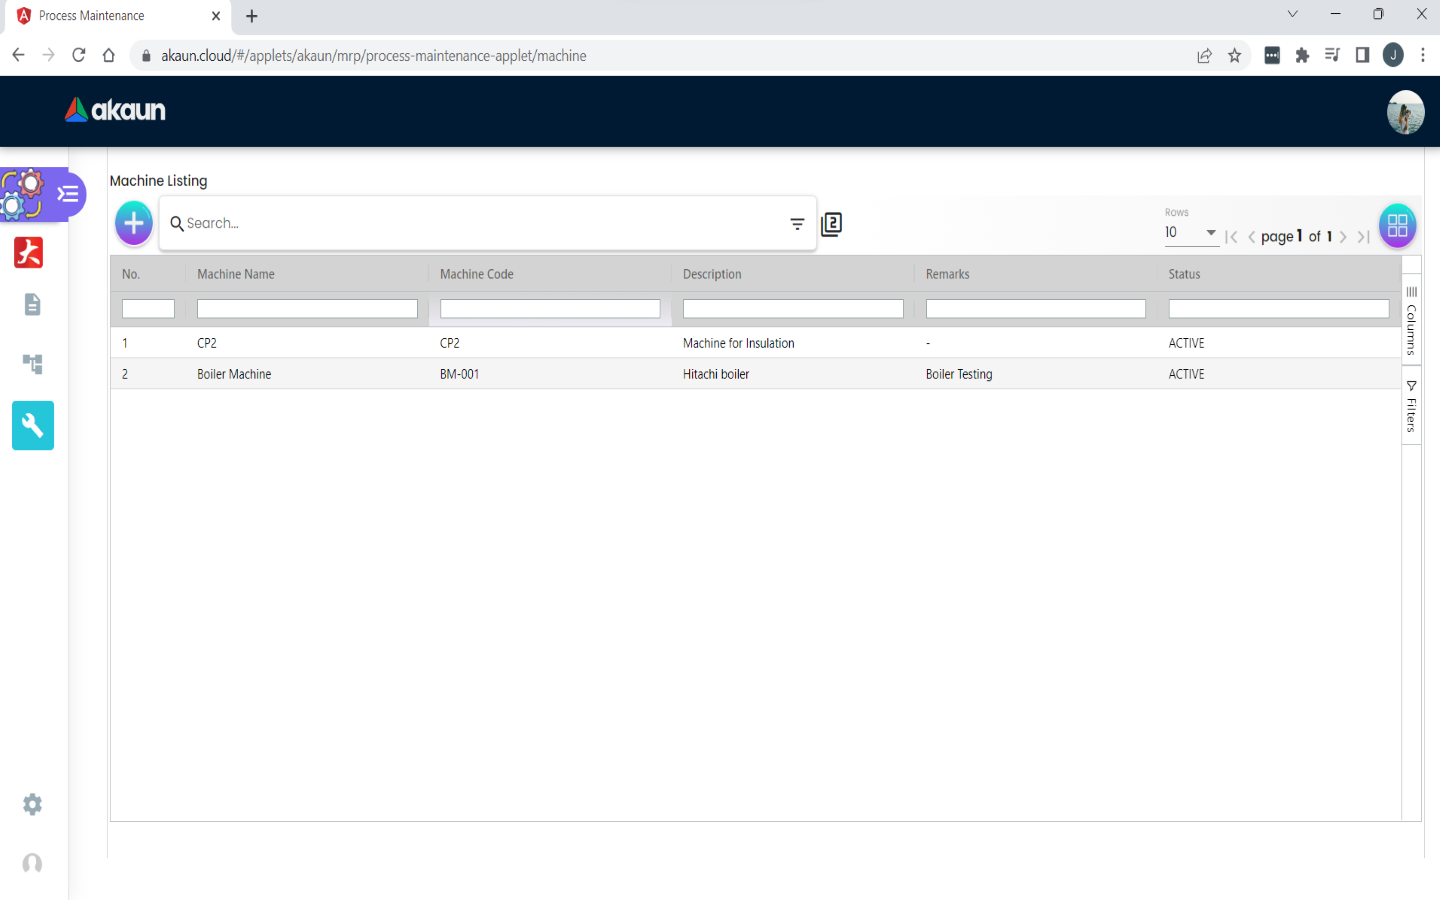 Process Maintenance
akaun.cloud/#/applets/akaun/mrp/process-maintenance-applet/machine
J
akaun
Machine Listing
Search...
2
Rows
10
page 1 of 1
No. Machine Name Machine Code Description Remarks Status
1 CP2 CP2 Machine for Insulation - ACTIVE
2 Boiler Machine BM-001 Hitachi boiler Boiler Testing ACTIVE
Columns
Filters